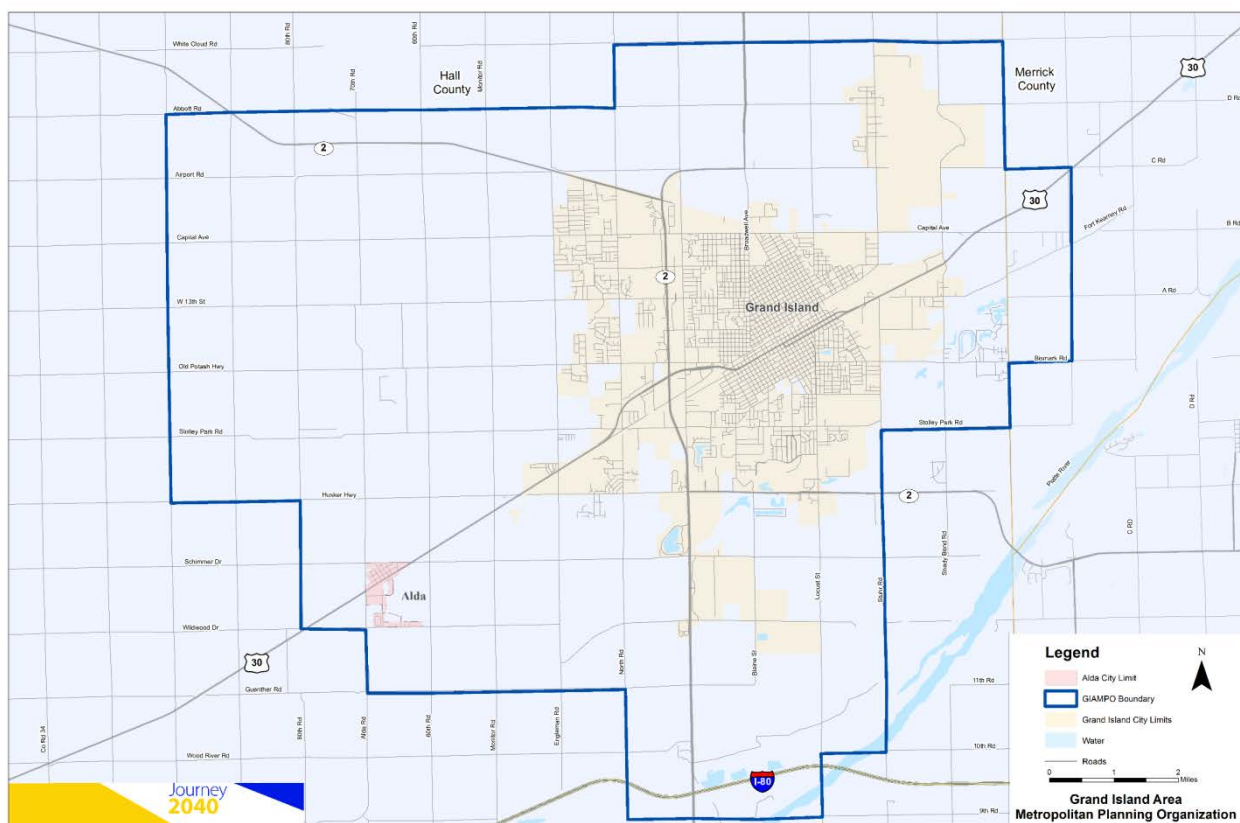 White Cloud Rd
80th Rd
60th Rd
Monitor Rd
70th Rd
Hall
County
Merrick
County
30
Abbott Rd
D Rd
2
Airport Rd
C Rd
30
Fort Kearney Rd
Capital Ave
Broadwell Ave
Capital Ave
B Rd
2
W 13th St
Grand Island
A Rd
Old Potash Hwy
Bismark Rd
D Rd
Stolley Park Rd
Platte River
Husker Hwy
2
C RD
Schimmer Dr
Shady Bend Rd
Locust St
Stuhr Rd
Alda
Wildwood Dr
30
North Rd
Blaine St
Guenther Rd
11th Rd
Co Rd 34
80th Rd
Alda Rd
60th Rd
Monitor Rd
Engleman Rd
Wood River Rd
10th Rd
I-80
9th Rd
Journey
2040
Legend
N
Alda City Limit
GIAMPO Boundary
Grand Island City Limits
Water
Roads
0 1 2
Miles
Grand Island Area
Metropolitan Planning Organization